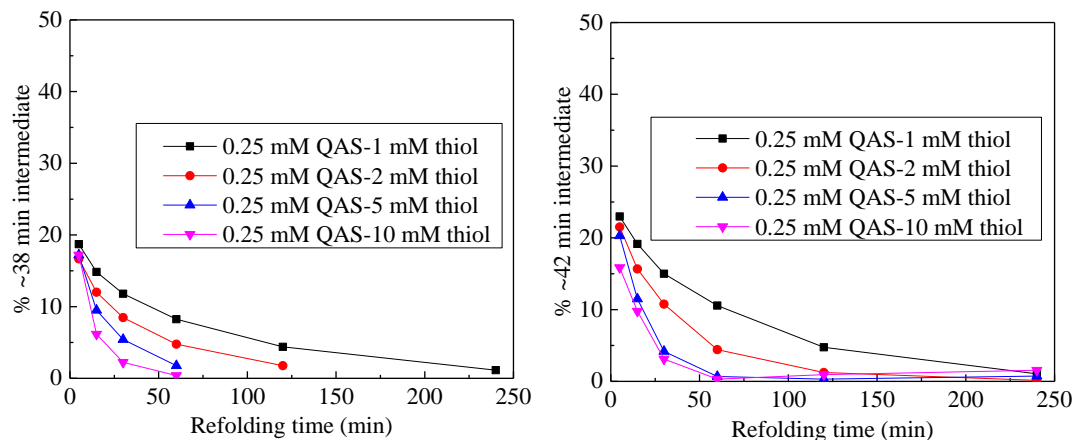 50
40
30
20
10
0
% ~38 min intermediate
0.25 mM QAS-1 mM thiol
0.25 mM QAS-2 mM thiol
0.25 mM QAS-5 mM thiol
0.25 mM QAS-10 mM thiol
0 50 100 150 200 250
Refolding time (min)
50
40
30
20
10
0
% ~42 min intermediate
0.25 mM QAS-1 mM thiol
0.25 mM QAS-2 mM thiol
0.25 mM QAS-5 mM thiol
0.25 mM QAS-10 mM thiol
0 50 100 150 200 250
Refolding time (min)